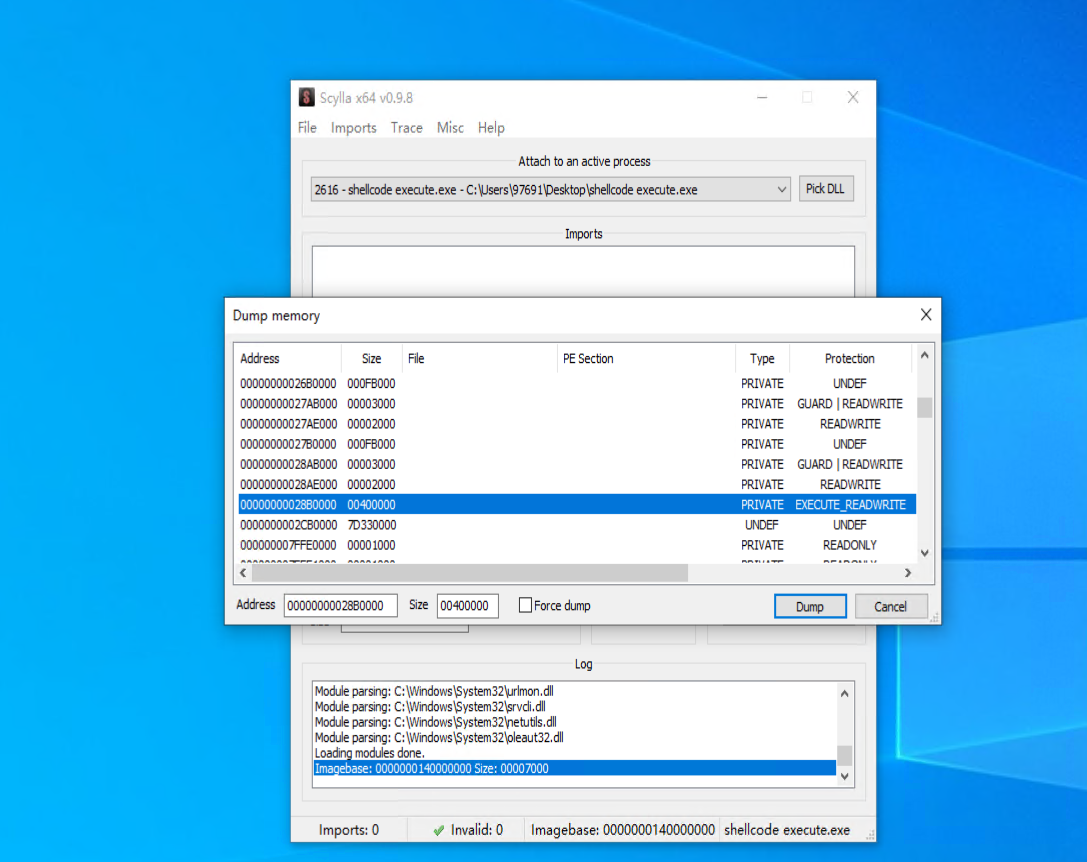 Scylla x64 v0.9.8
File Imports Trace Misc Help
Attach to an active process
2616 - shellcode execute.exe - C:\Users\97691\Desktop\shellcode execute.exe
Pick DLL
Imports
Dump memory
Address Size File PE Section Type Protection
00000000026B0000 000FB000 PRIVATE UNDEF
00000000027AB000 00003000 PRIVATE GUARD | READWRITE
00000000027AE000 00002000 PRIVATE READWRITE
00000000027B0000 000FB000 PRIVATE UNDEF
00000000028AB000 00003000 PRIVATE GUARD | READWRITE
00000000028AE000 00002000 PRIVATE READWRITE
00000000028B0000 00400000 PRIVATE EXECUTE_READWRITE
0000000002CB0000 7D330000 UNDEF UNDEF
000000007FFE0000 00001000 PRIVATE READONLY
Address 00000000028B0000 Size 00400000 Force dump Dump Cancel
Log
Module parsing: C:\Windows\System32\urlmon.dll
Module parsing: C:\Windows\System32\srvcli.dll
Module parsing: C:\Windows\System32\netutils.dll
Module parsing: C:\Windows\System32\oleaut32.dll
Loading modules done.
Imagebase: 0000000140000000 Size: 00007000
Imports: 0 Invalid: 0 Imagebase: 0000000140000000 shellcode execute.exe